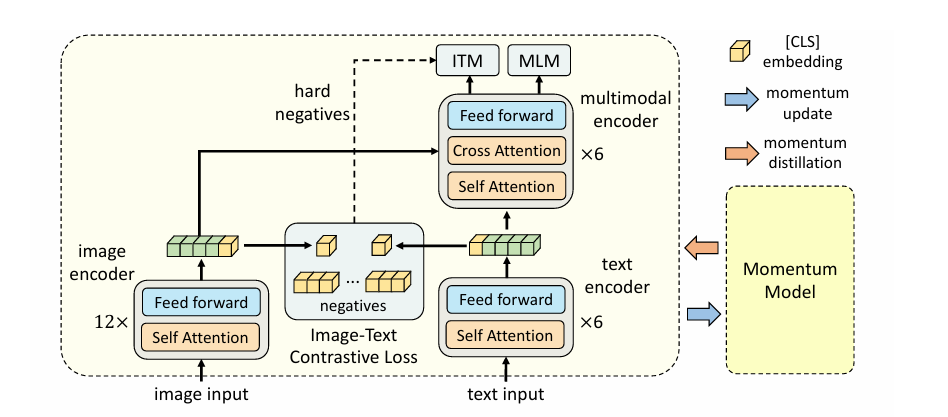 ITM
MLM
[CLS]
embedding
hard
negatives
Feed forward
multimodal
encoder
momentum
update
Cross Attention
×6
momentum
distillation
Self Attention
image
encoder
text
encoder
Momentum
Model
Feed forward
12×
Self Attention
...
negatives
Feed forward
×6
Self Attention
Image-Text
Contrastive Loss
image input
text input